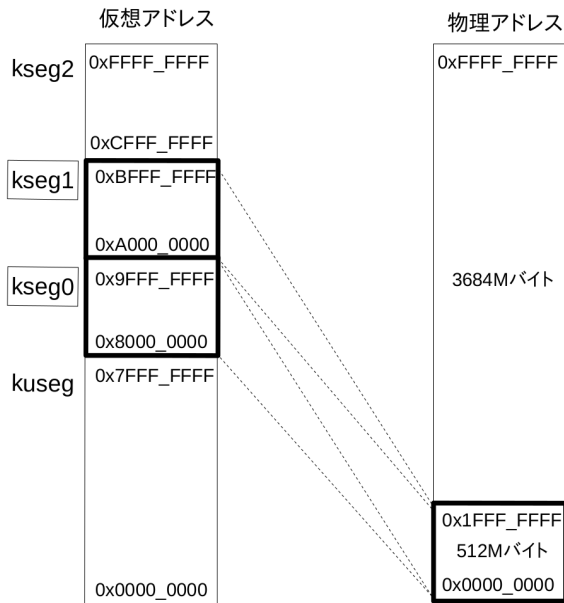 仮想アドレス
物理アドレス
kseg2
0xFFFF_FFFF
0xCFFF_FFFF
kseg1
0xBFFF_FFFF
0xA000_0000
kseg0
0x9FFF_FFFF
0x8000_0000
kuseg
0x7FFF_FFFF
0x0000_0000
0xFFFF_FFFF
3684Mバイト
0x1FFF_FFFF
512Mバイト
0x0000_0000